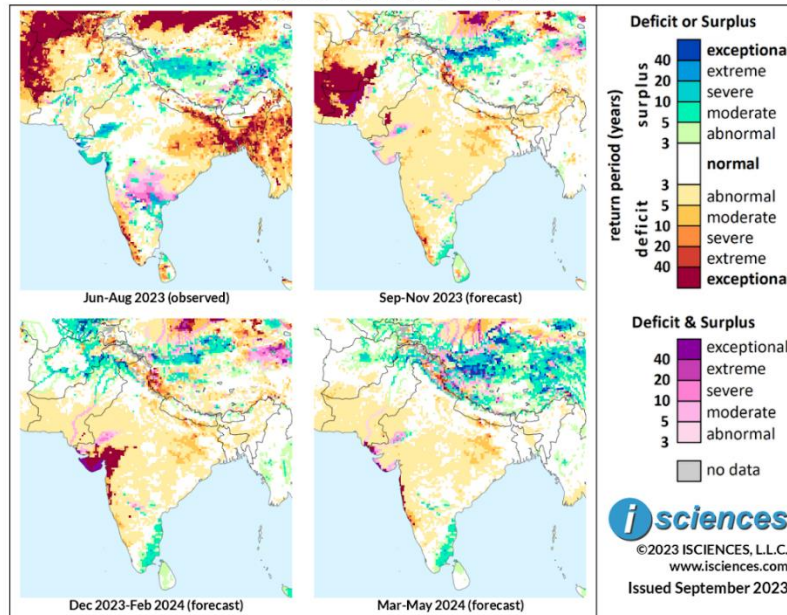 Deficit or Surplus
40
20
10
5
3
exceptional
extreme
severe
moderate
abnormal
normal
return period (years)
surplus
deficit
3
5
10
20
40
abnormal
moderate
severe
extreme
exceptional
Jun-Aug 2023 (observed)
Sep-Nov 2023 (forecast)
Deficit & Surplus
40
20
10
5
3
exceptional
extreme
severe
moderate
abnormal
no data
i sciences
©2023 ISCIENCES, L.L.C.
www.isciences.com
Issued September 2023
Dec 2023-Feb 2024 (forecast)
Mar-May 2024 (forecast)